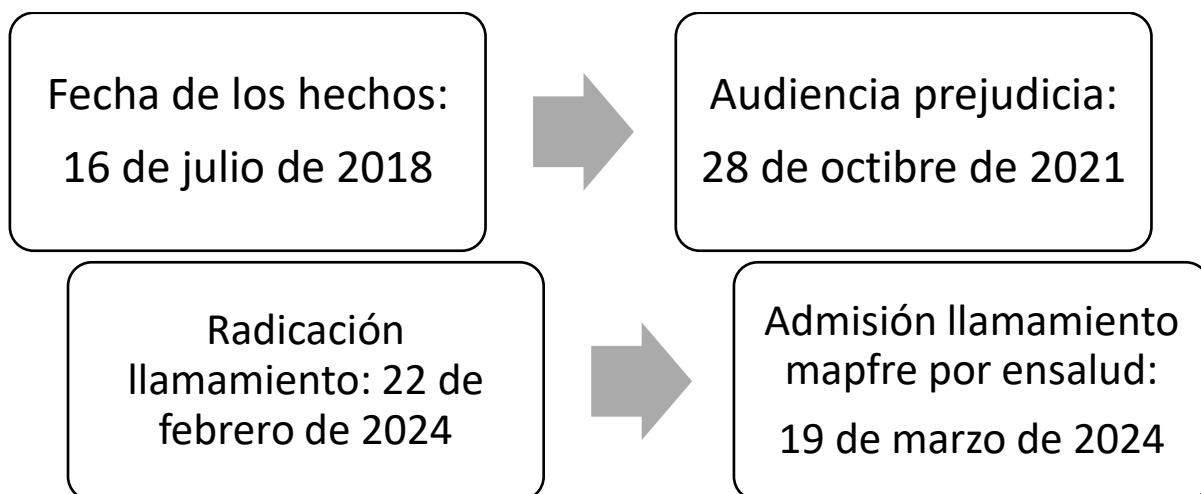 Fecha de los hechos:
16 de julio de 2018
Audiencia prejudicia:
28 de octibre de 2021
Radicación
llamamiento: 22 de
febrero de 2024
Admisión llamamiento
mapfre por ensalud:
19 de marzo de 2024